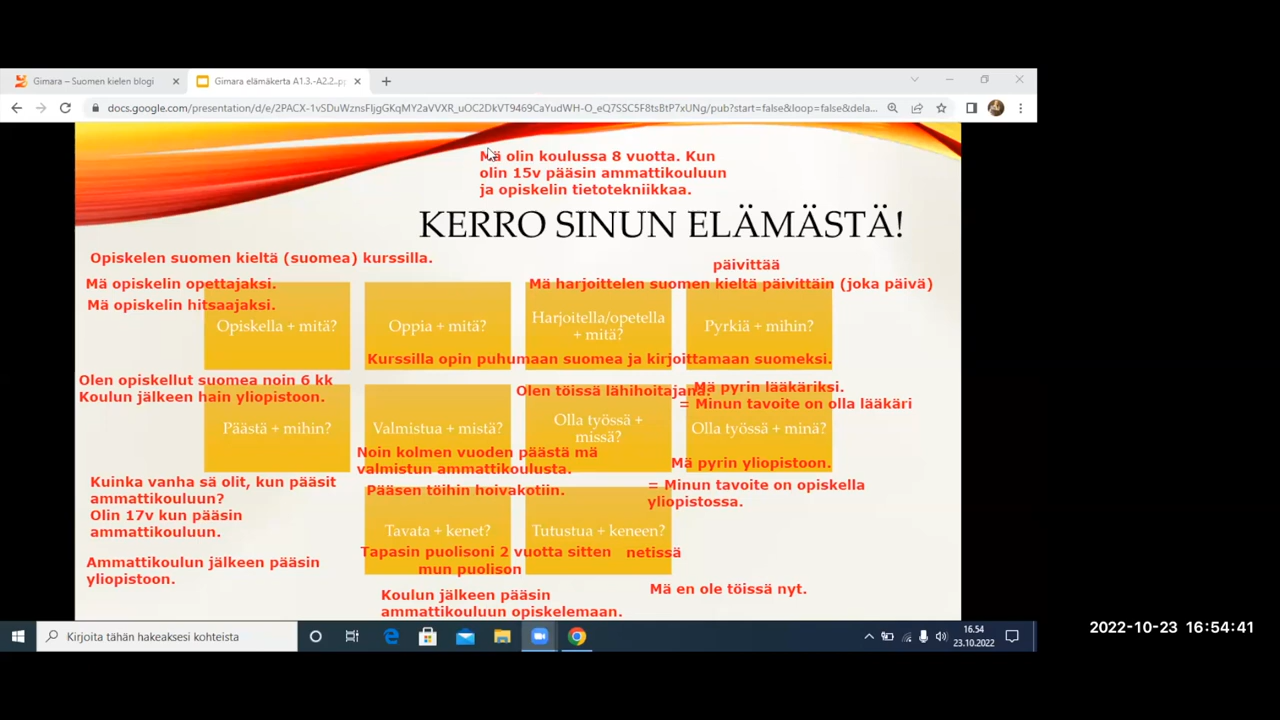 Gimara – Suomen kielen blogi
Gimara elämäkerta A1.3.-A2.2..pp
docs.google.com/presentation/d/e/2PACX-1vSDuWznsFIjgGKqMY2aVVXR_uOC2DkVT9469CaYudWH-O_eQ7SSC5F8tsBtP7xUNg/pub?start=false&loop=false&dela...
Mä olin koulussa 8 vuotta. Kun
olin 15v pääsin ammattikouluun
ja opiskelin tietotekniikkaa.
KERRO SINUN ELÄMÄSTÄ!
Opiskelen suomen kieltä (suomea) kurssilla.
päivittää
Mä opiskelin opettajaksi.
Mä harjoittelen suomen kieltä päivittäin (joka päivä)
Mä opiskelin hitsaajaksi.
Opiskella + mitä?
Oppia + mitä?
Harjoitella/opetella
+ mitä?
Pyrkiä + mihin?
Kurssilla opin puhumaan suomea ja kirjoittamaan suomeksi.
Olen opiskellut suomea noin 6 kk
Koulun jälkeen hain yliopistoon.
Olen töissä lähihoitajana.
Mä pyrin lääkäriksi.
= Minun tavoite on olla lääkäri
Päästä + mihin?
Valmistua + mistä?
Olla työssä +
missä?
Olla työssä + minä?
Noin kolmen vuoden päästä mä
valmistun ammattikoulusta.
Mä pyrin yliopistoon.
Kuinka vanha sä olit, kun pääsit
ammattikouluun?
Olin 17v kun pääsin
ammattikouluun.
Pääsen töihin hoivakotiin.
= Minun tavoite on opiskella
yliopistossa.
Tavata + kenet?
Tutustua + keneen?
Tapasin puolisoni 2 vuotta sitten
netissä
mun puolison
Ammattikoulun jälkeen pääsin
yliopistoon.
Koulun jälkeen pääsin
ammattikouluun opiskelemaan.
Mä en ole töissä nyt.
Kirjoita tähän hakeaksesi kohteista
16.54
23.10.2022
2022-10-23 16:54:41